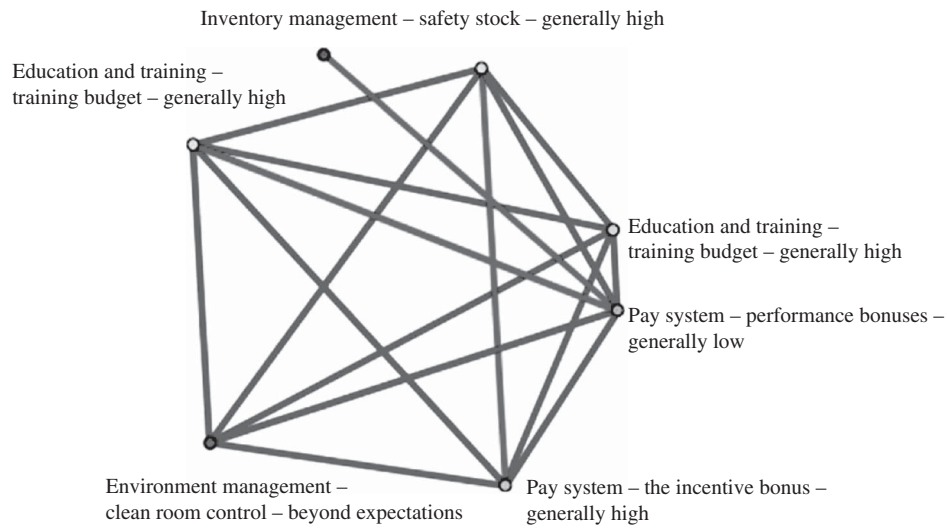 Inventory management – safety stock – generally high
Education and training –
training budget – generally high
Education and training –
training budget – generally high
Pay system – performance bonuses –
generally low
Environment management –
clean room control – beyond expectations
Pay system – the incentive bonus –
generally high